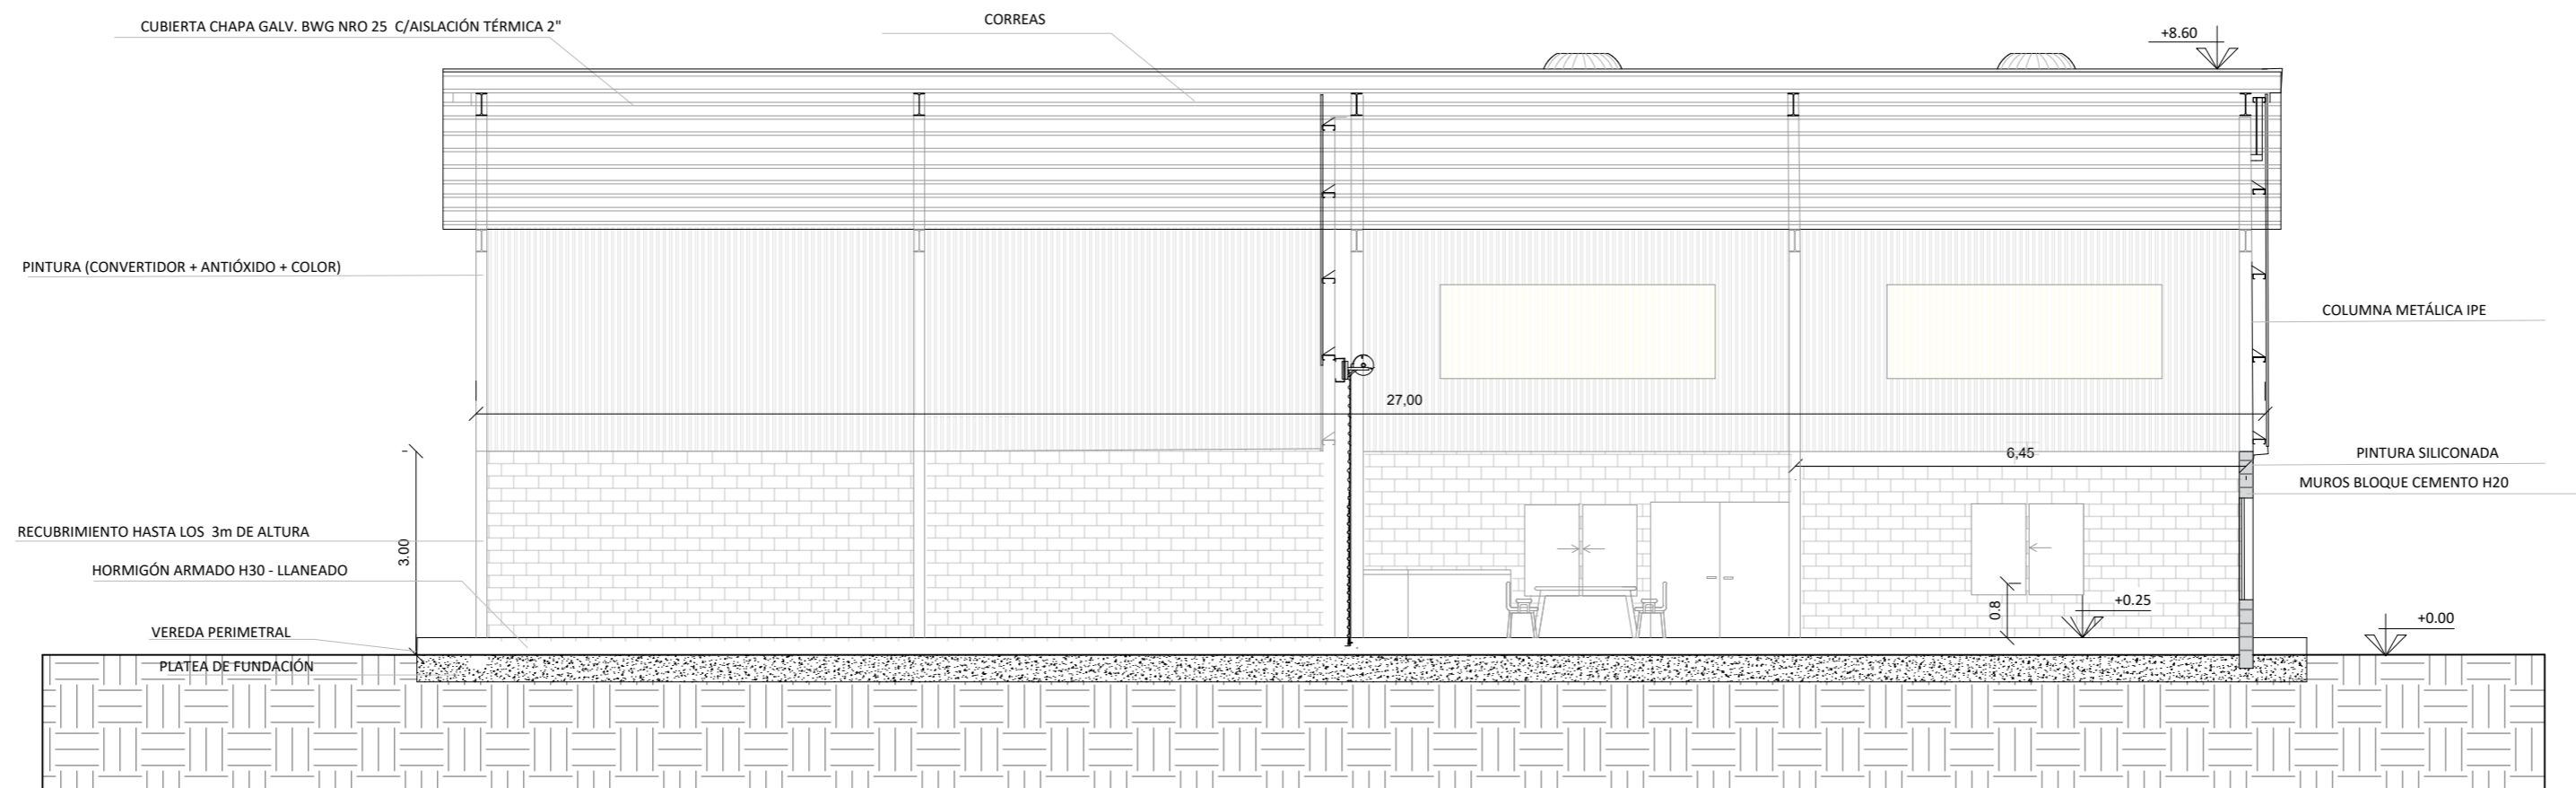 CUBIERTA CHAPA GALV. BWG NRO 25 C/AISLACIÓN TÉRMICA 2"
CORREAS
+8.60
PINTURA (CONVERTIDOR + ANTIÓXIDO + COLOR)
COLUMNA METÁLICA IPE
27,00
6,45
PINTURA SILICONADA
MUROS BLOQUE CEMENTO H20
RECUBRIMIENTO HASTA LOS 3m DE ALTURA
3.00
HORMIGÓN ARMADO H30 - LLANEADO
0.8
+0.25
+0.00
VEREDA PERIMETRAL
PLATEA DE FUNDACIÓN